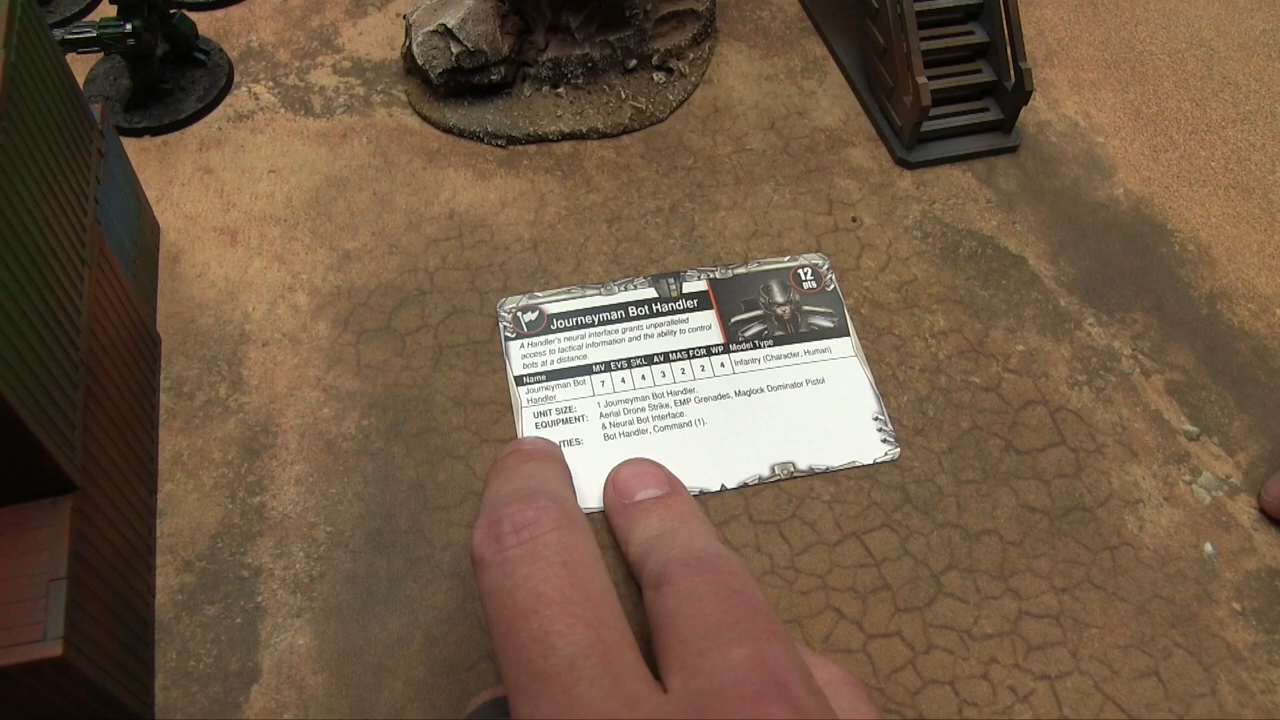 12
pts
Journeyman Bot Handler
A Handler's neural interface grants unparalleled
access to tactical information and the ability to control
bots at a distance.
Name MV EVS SKL AV MAS FOR WP Model Type
Journeyman Bot
Handler 7 4 4 3 2 2 4 Infantry (Character, Human)
UNIT SIZE: 1 Journeyman Bot Handler.
EQUIPMENT: Aerial Drone Strike, EMP Grenades, Maglock Dominator Pistol
& Neural Bot Interface.
ITIES: Bot Handler, Command (1).